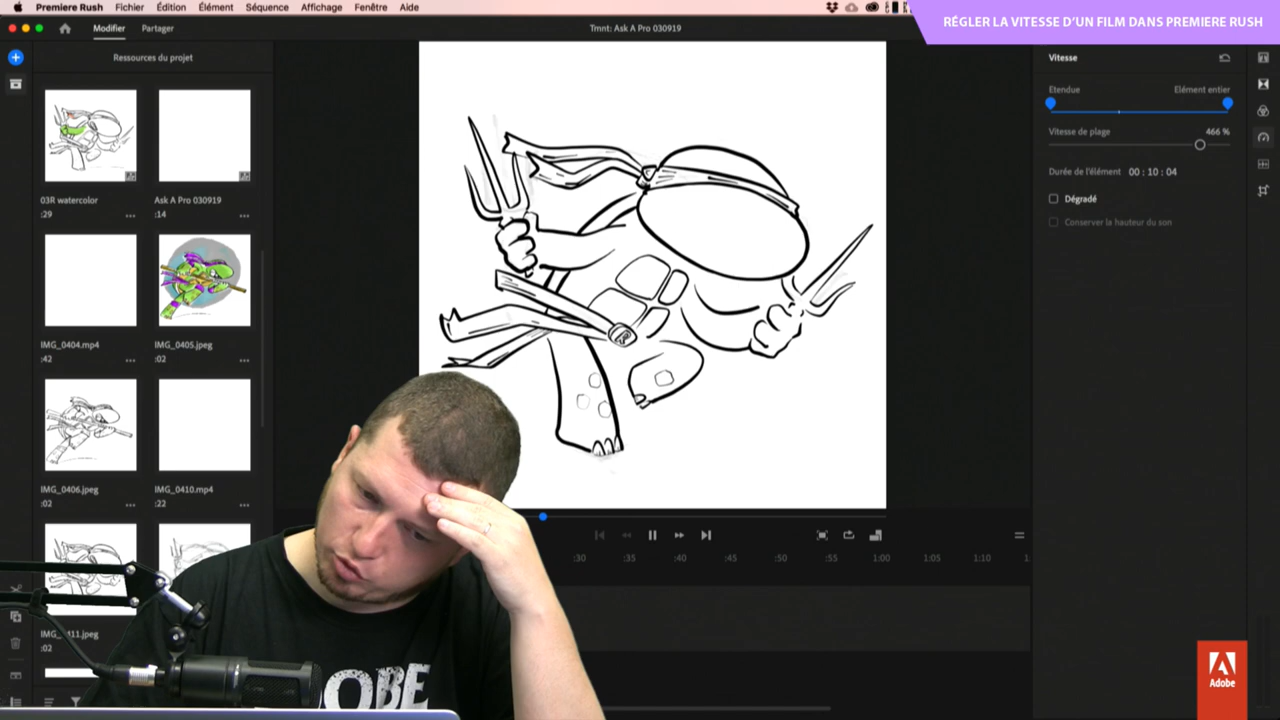 Premiere Rush Fichier Édition Élément Séquence Affichage Fenêtre Aide
RÉGLER LA VITESSE D'UN FILM DANS PREMIERE RUSH
Modifier Partager
Tmnt: Ask A Pro 030919
Ressources du projet
03R watercolor
:29
Ask A Pro 030919
:14
IMG_0404.mp4
:42
IMG_0405.jpeg
:02
IMG_0406.jpeg
:02
IMG_0410.mp4
:22
:02
Vitesse
Etendue Elément entier
Vitesse de plage 466 %
Durée de l'élément 00 : 10 : 04
Dégradé
Conserver la hauteur du son
R
:30 :35 :40 :45 :50 :55 1:00 1:05 1:10
Adobe